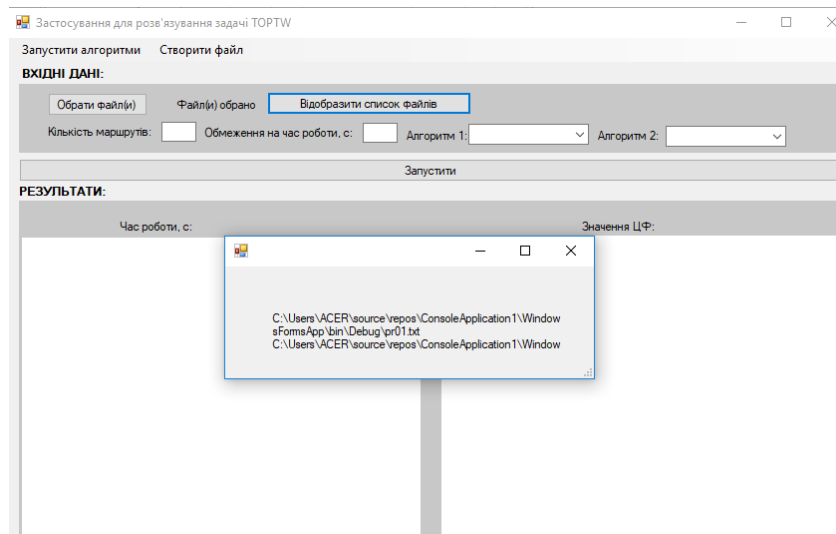 Застосування для розв'язування задачі TOPTW
Запустити алгоритми Створити файл
ВХІДНІ ДАНІ:
Обрати файл(и) Файл(и) обрано Відобразити список файлів
Кількість маршрутів: Обмеження на час роботи, с: Алгоритм 1: Алгоритм 2:
Запустити
РЕЗУЛЬТАТИ:
Час роботи, с: Значення ЦФ:
C:\Users\ACER\source\repos\ConsoleApplication1\Window
sFormsApp\bin\Debug\pr01.txt
C:\Users\ACER\source\repos\ConsoleApplication1\Window